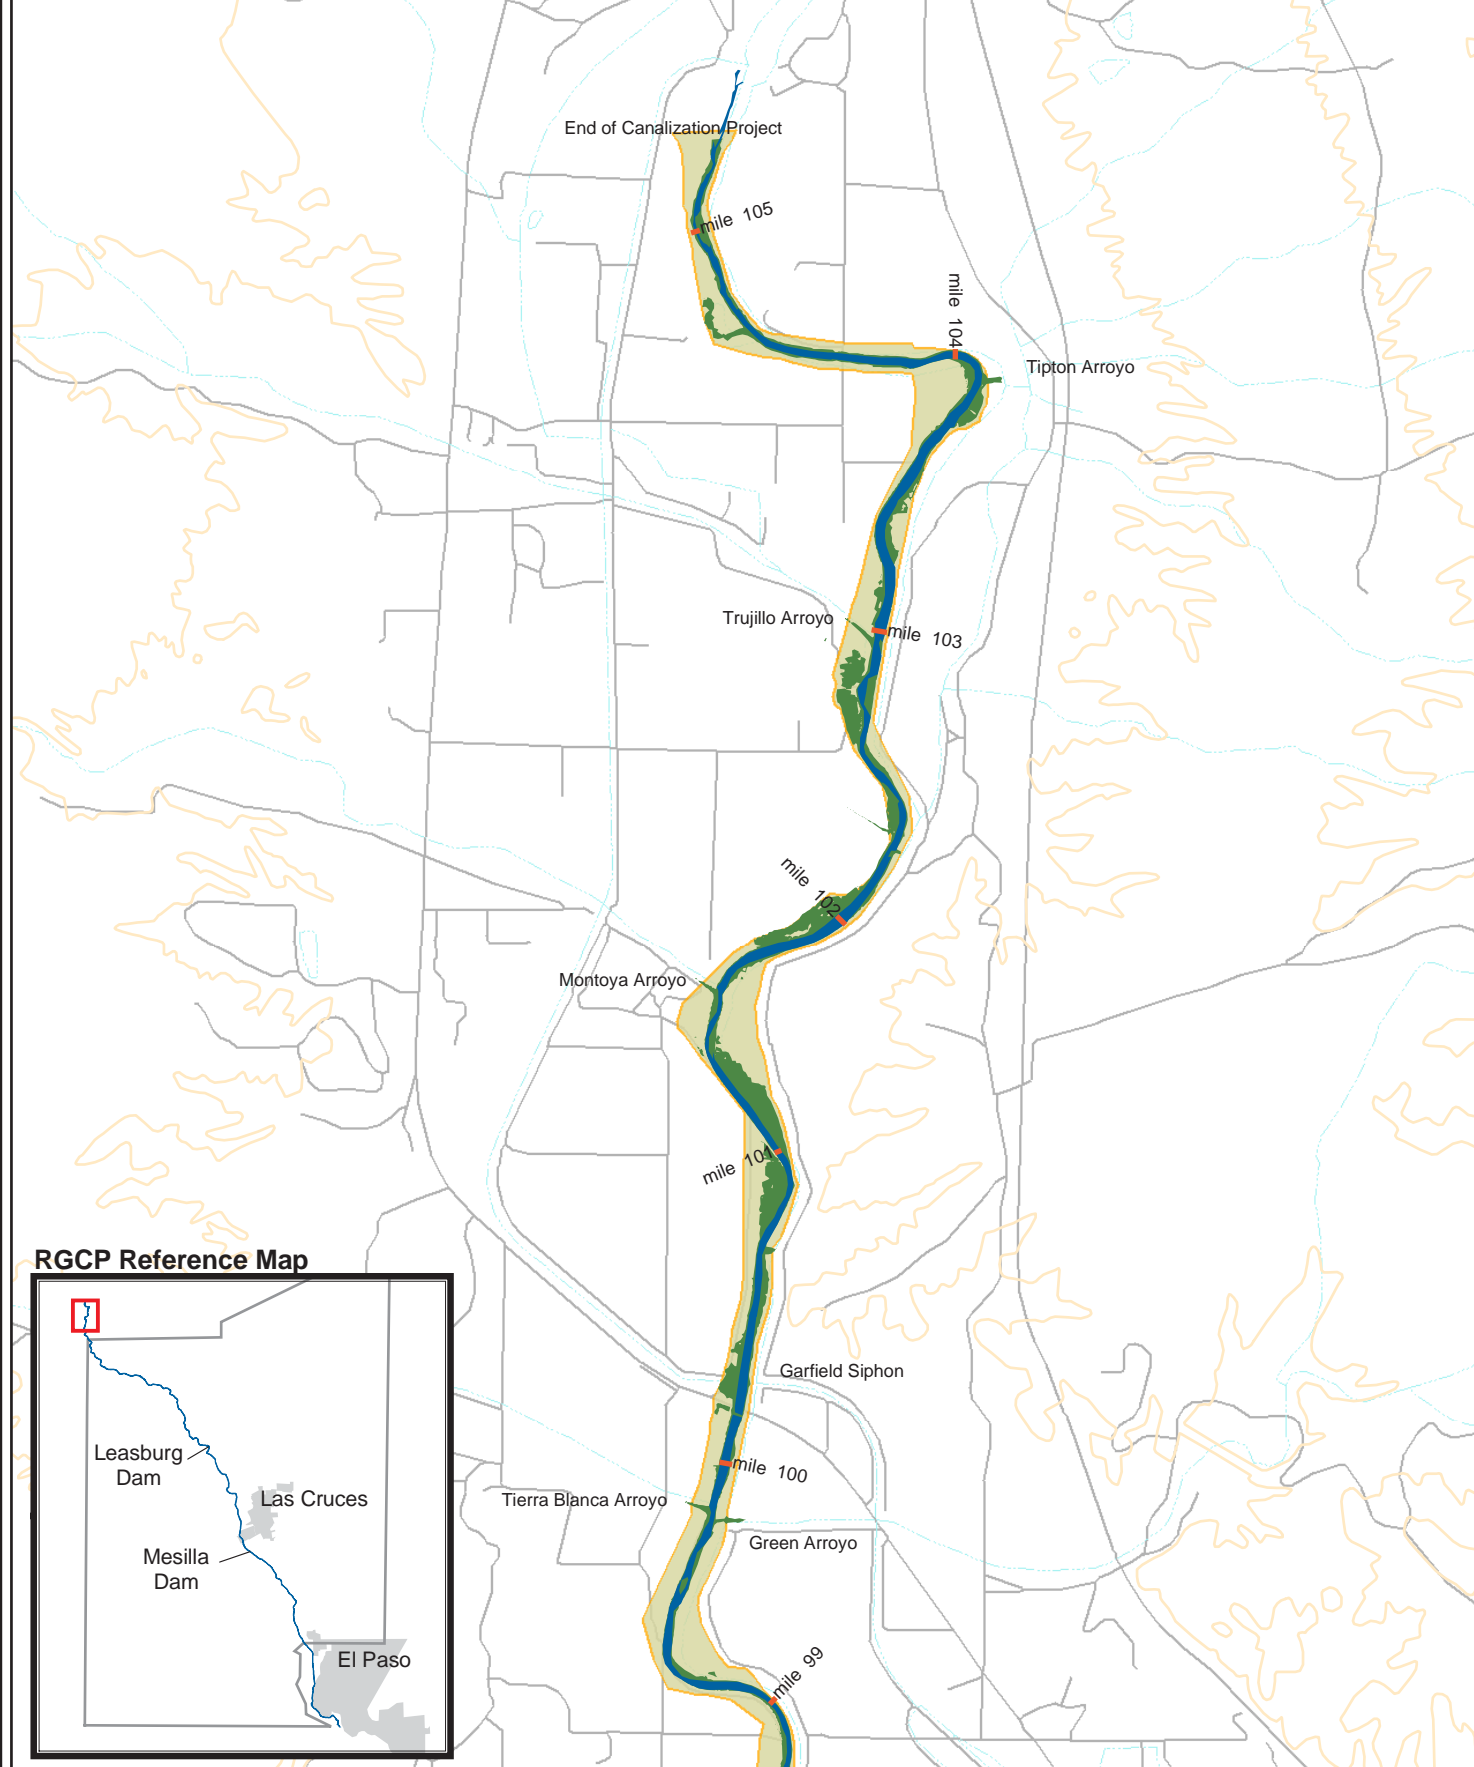 End of Canalization Project
mile 105
mile 104
Tipton Arroyo
Trujillo Arroyo
mile 103
mile 102
Montoya Arroyo
mile 101
RGCP Reference Map
Garfield Siphon
Leasburg
Dam
mile 100
Las Cruces
Tierra Blanca Arroyo
Green Arroyo
Mesilla
Dam
El Paso
mile 99